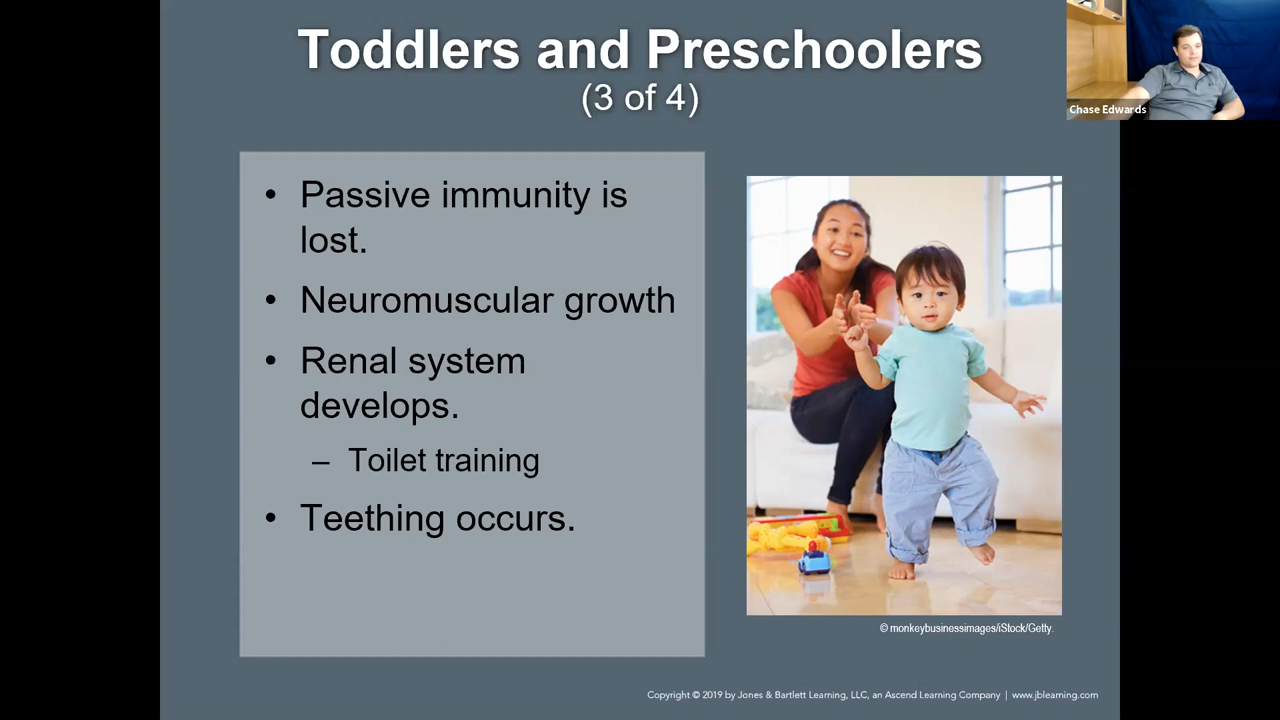 Toddlers and Preschoolers
(3 of 4)
Chase Edwards
• Passive immunity is
lost.
• Neuromuscular growth
• Renal system
develops.
– Toilet training
• Teething occurs.
© monkeybusinessimages/iStock/Getty.
Copyright © 2019 by Jones & Bartlett Learning, LLC, an Ascend Learning Company | www.jblearning.com